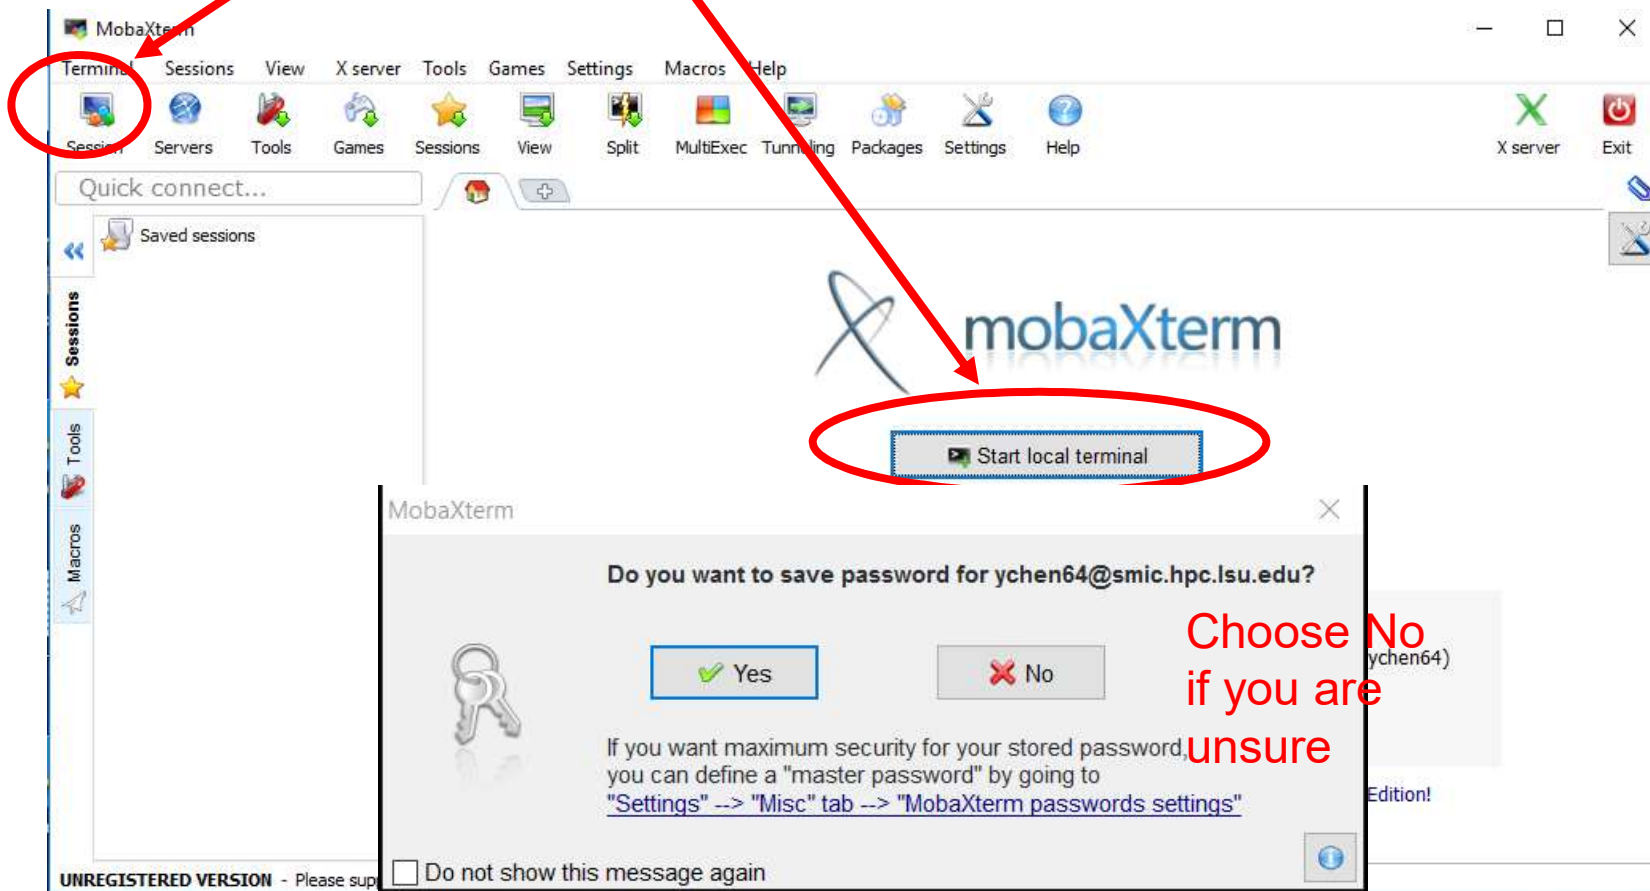 MobaXterm
Terminal Sessions View X server Tools Games Settings Macros Help
Session Servers Tools Games Sessions View Split MultiExec Tunneling Packages Settings Help X server Exit
Quick connect...
Saved sessions
Sessions
Tools
Macros
mobaXterm
Start local terminal
MobaXterm
Do you want to save password for ychen64@smic.hpc.lsu.edu?
Yes
No
Choose No
if you are
unsure
ychen64)
If you want maximum security for your stored password,
you can define a "master password" by going to
"Settings" --> "Misc" tab --> "MobaXterm passwords settings"
Edition!
Do not show this message again
UNREGISTERED VERSION - Please